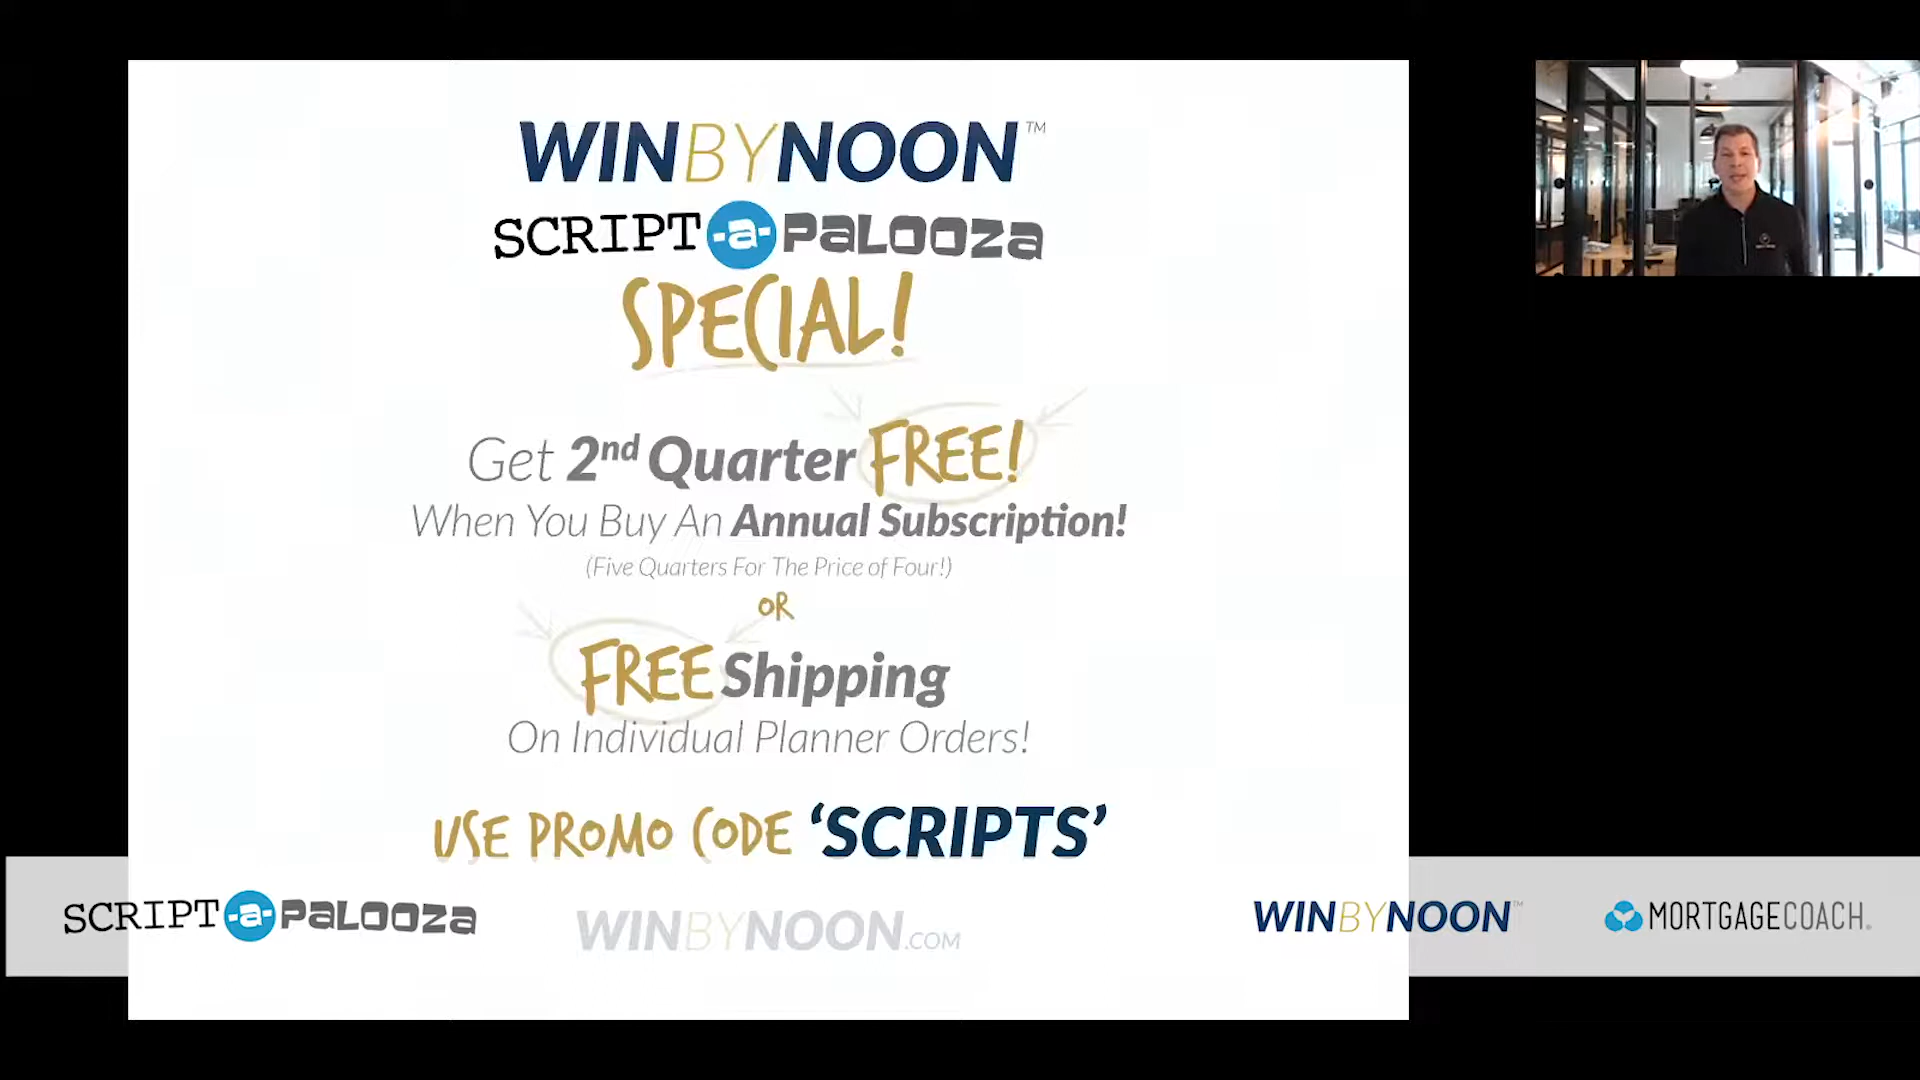 WINBYNOON™
SCRIPT-a-PALOOZA
SPECIAL!
Get 2nd Quarter FREE!
When You Buy An Annual Subscription!
(Five Quarters For The Price of Four!)
OR
FREE Shipping
On Individual Planner Orders!
USE PROMO CODE ‘SCRIPTS’
SCRIPT-a-PALOOZA
WINBYNOON.COM
WINBYNOON™
MORTGAGECOACH®